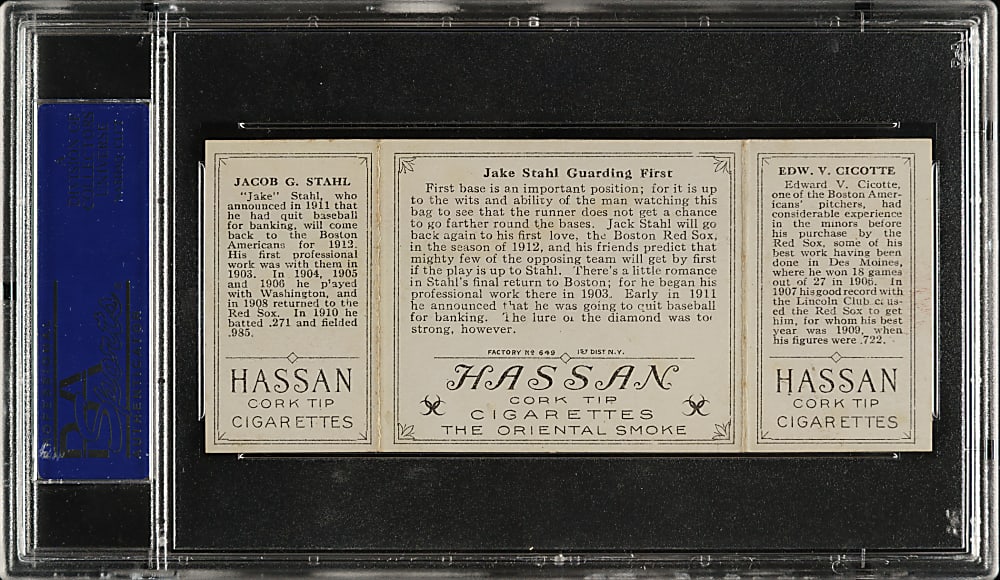 JACOB G. STAHL
"Jake" Stahl, who
announced in 1911 that
he had quit baseball
for banking, will come
back to the Boston
Americans for 1912.
His first professional
work was with them in
1903. In 1904, 1905
and 1906 he p'ayed
with Washington, and
in 1908 returned to the
Red Sox. In 1910 he
batted .271 and fielded
.985.
HASSAN
CORK TIP
CIGARETTES
Jake Stahl Guarding First
First base is an important position; for it is up
to the wits and ability of the man watching this
bag to see that the runner does not get a chance
to go farther round the bases. Jack Stahl will go
back again to his first love, the Boston Red Sox,
in the season of 1912, and his friends predict that
mighty few of the opposing team will get by first
if the play is up to Stahl. There's a little romance
in Stahl's final return to Boston; for he began his
professional work there in 1903. Early in 1911
he announced that he was going to quit baseball
for banking. The lure of the diamond was too
strong, however.
FACTORY Nº 649 1ST DIST N.Y.
HASSAN
CORK TIP
CIGARETTES
THE ORIENTAL SMOKE
EDW. V. CICOTTE
Edward V. Cicotte,
one of the Boston Amer-
icans' pitchers, had
considerable experience
in the minors before
his purchase by the
Red Sox, some of his
best work having been
done in Des Moines,
where he won 18 games
out of 27 in 1906. In
1907 his good record with
the Lincoln Club caus-
ed the Red Sox to get
him, for whom his best
year was 1909, when
his figures were .722.
HASSAN
CORK TIP
CIGARETTES
PSA